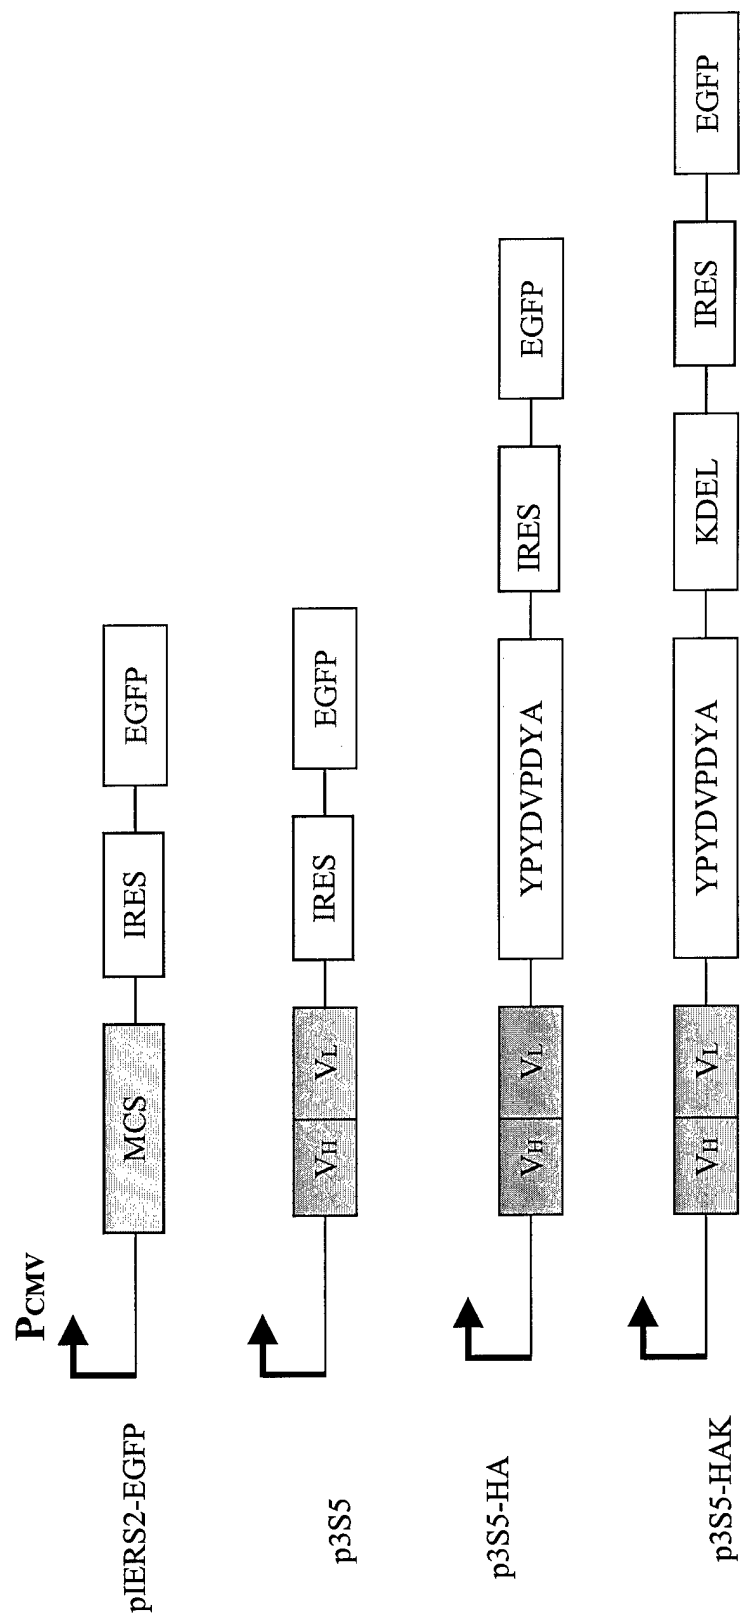 PCMV
pIERS2-EGFP MCS IRES EGFP
p3S5 VH VL IRES EGFP
p3S5-HA VH VL YPYDVPDYA IRES EGFP
p3S5-HAK VH VL YPYDVPDYA KDEL IRES EGFP